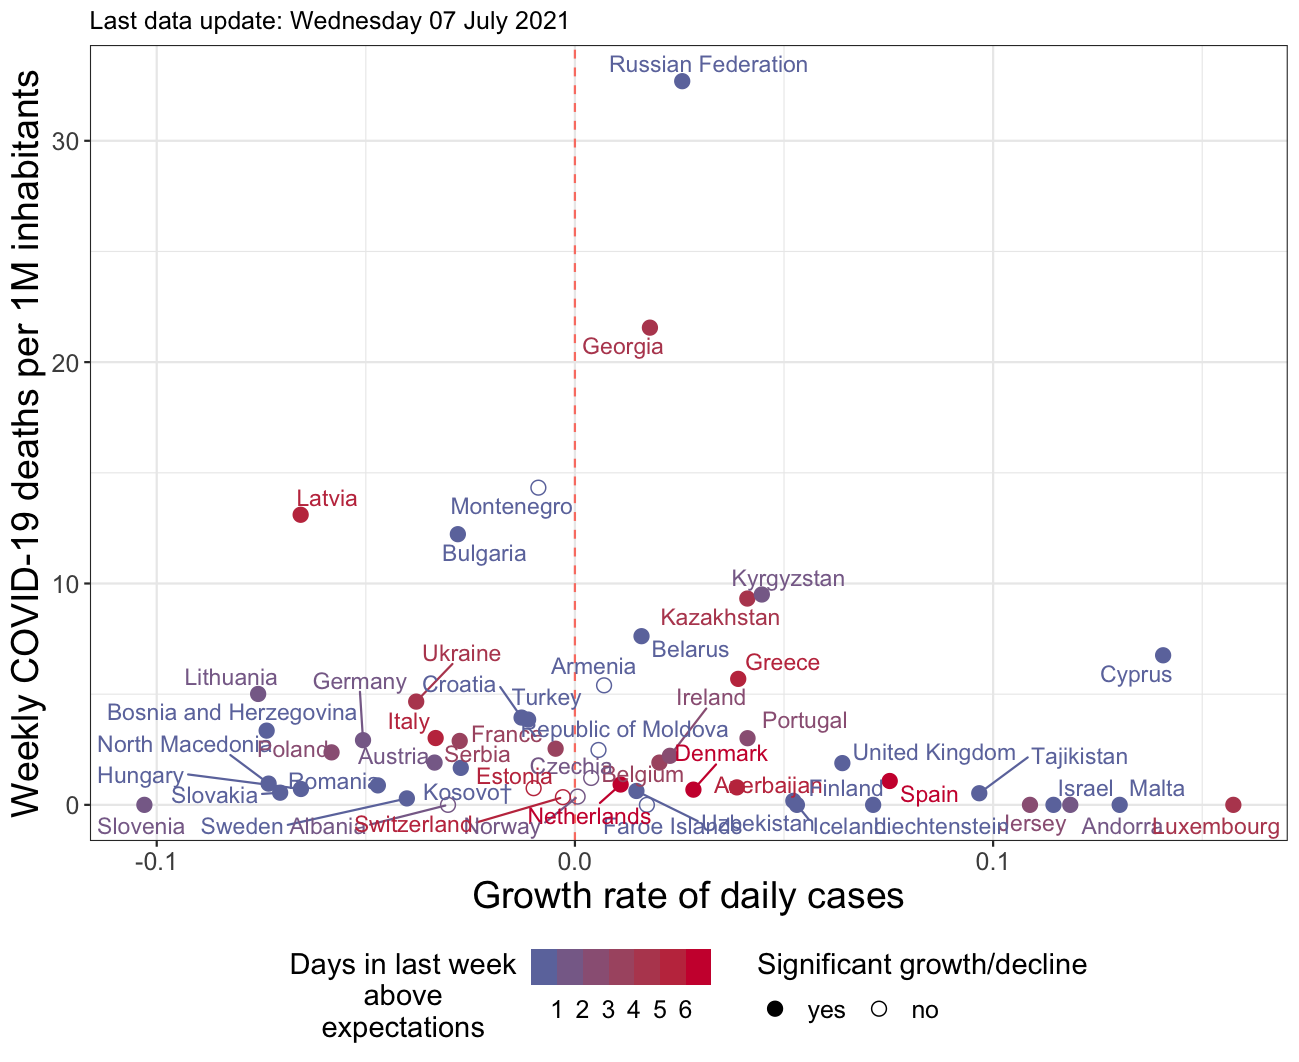 Last data update: Wednesday 07 July 2021
Weekly COVID-19 deaths per 1M inhabitants
Russian Federation
30
Georgia
20
Latvia
Montenegro
Bulgaria
10
Kyrgyzstan
Kazakhstan
Belarus
Ukraine
Greece
Armenia
Cyprus
Lithuania
Germany
Croatia
Turkey
Ireland
Bosnia and Herzegovina
Italy
Portugal
France
Republic of Moldova
North Macedonia
Poland
Austria
Serbia
Denmark
United Kingdom
Tajikistan
Czechia
Hungary
Romania
Estonia
Belgium
Azerbaijan
Finland
Israel
Malta
Slovakia
Kosovo†
Spain
0
Netherlands
Slovenia
Sweden
Albania
Switzerland
Norway
Faroe Islands
Uzbekistan
Iceland
Liechtenstein
Jersey
Andorra
Luxembourg
-0.1
0.0
0.1
Growth rate of daily cases
Days in last week
above
expectations
1 2 3 4 5 6
Significant growth/decline
yes
no